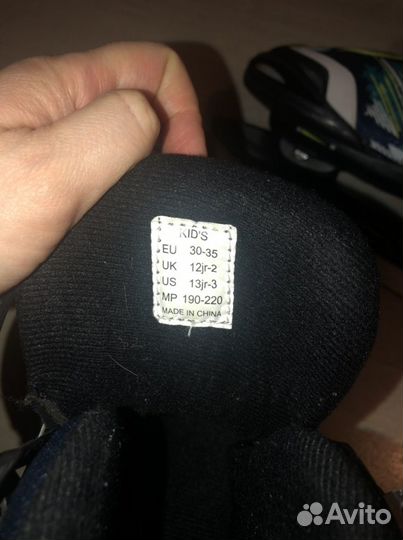 KID'S
EU 30-35
UK 12jr-2
US 13jr-3
MP 190-220
MADE IN CHINA
Avito